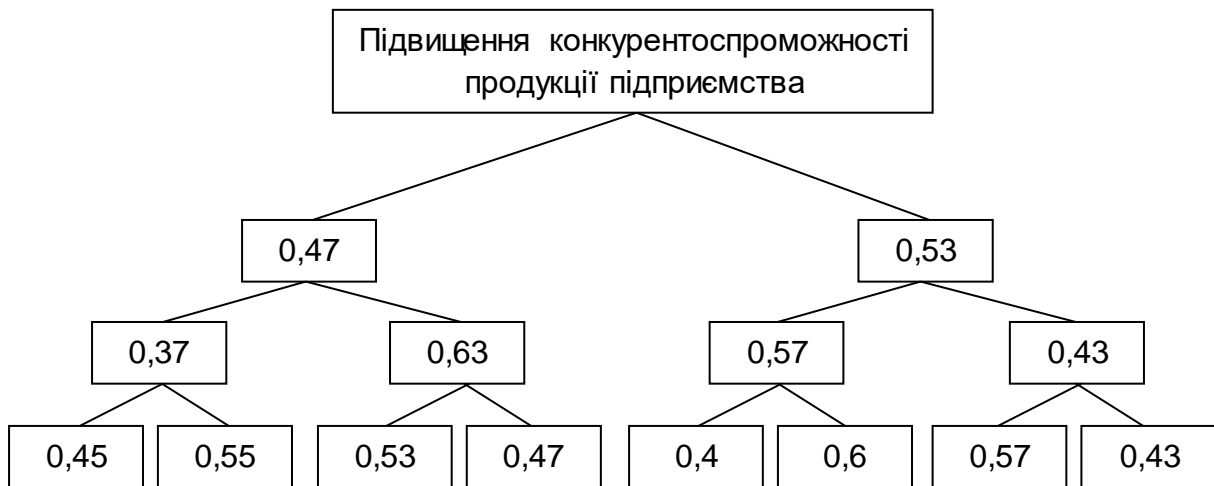 Підвищення конкурентоспроможності
продукції підприємства
0,47 0,53
0,37 0,63 0,57 0,43
0,45 0,55 0,53 0,47 0,4 0,6 0,57 0,43